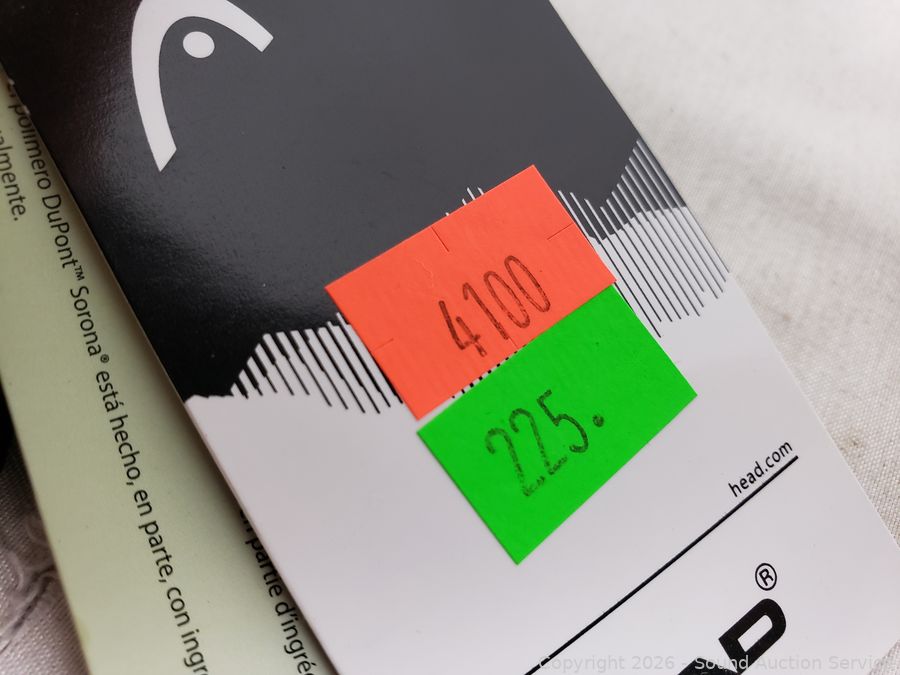 polímero DuPont™ Sorona® está hecho, en parte, con ingr
almente.
partie d'ingré
4100
225.
head.com
AD®
Copyright 2026 - Sound Auction Service